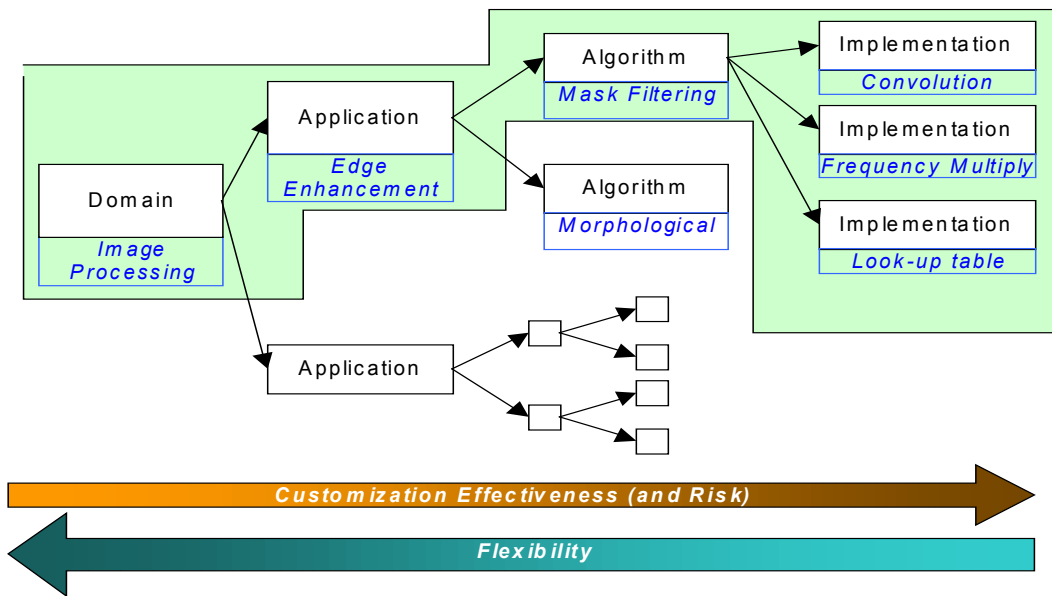 Domain
Image
Processing
Application
Edge
Enhancement
Algorithm
Mask Filtering
Algorithm
Morphological
Implementation
Convolution
Implementation
Frequency Multiply
Implementation
Look-up table
Application
Customization Effectiveness (and Risk)
Flexibility